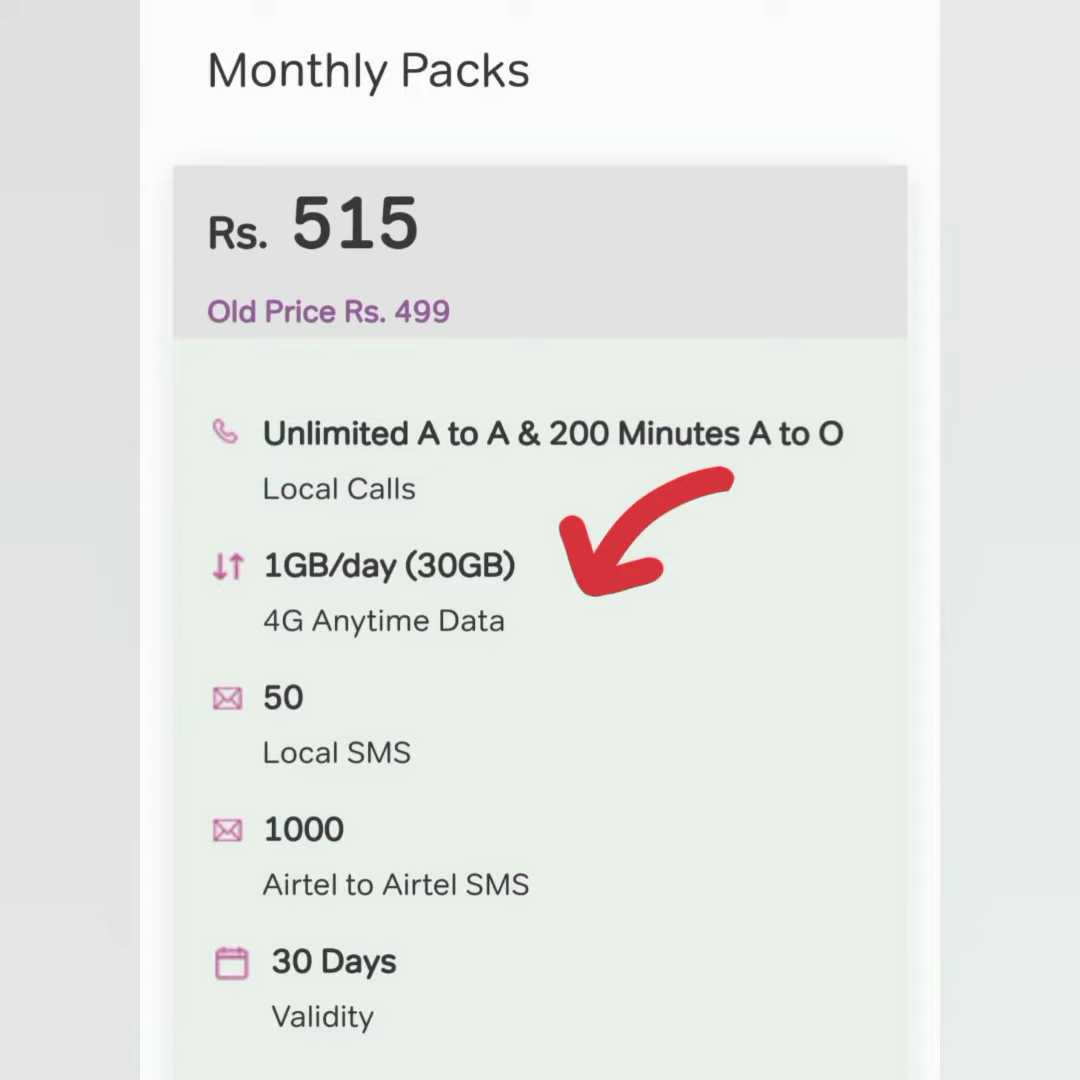 Monthly Packs
Rs. 515
Old Price Rs. 499
Unlimited A to A & 200 Minutes A to O
Local Calls
1GB/day (30GB)
4G Anytime Data
50
Local SMS
1000
Airtel to Airtel SMS
30 Days
Validity